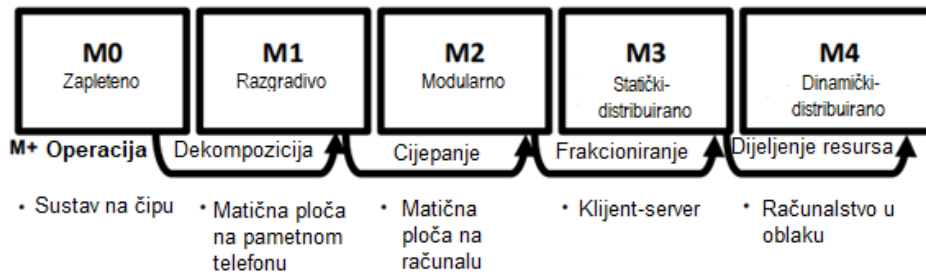 M0
Zapleteno
M1
Razgradivo
M2
Modularno
M3
Statički-
distribuirano
M4
Dinamički-
distribuirano
M+ Operacija
Dekompozicija
Cijepanje
Frakcioniranje
Dijeljenje resursa
• Sustav na čipu
• Matična ploča
na pametnom
telefonu
• Matična
ploča na
računalu
• Klijent-server
• Računalstvo u
oblaku